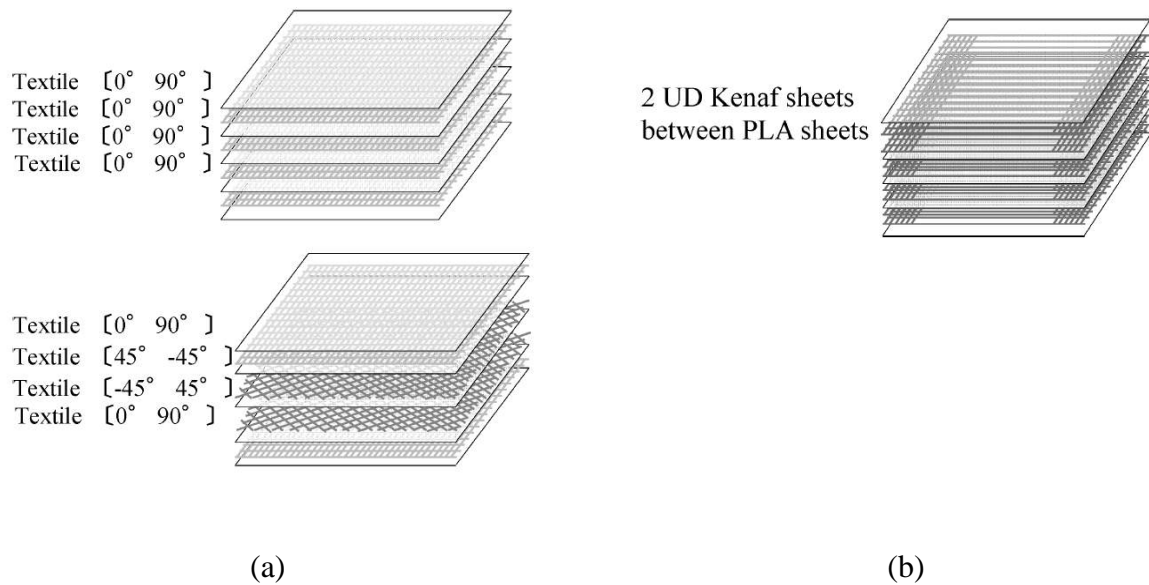 Textile 〔0° 90° 〕
Textile 〔0° 90° 〕
Textile 〔0° 90° 〕
Textile 〔0° 90° 〕
2 UD Kenaf sheets
between PLA sheets
Textile 〔0° 90° 〕
Textile 〔45° -45° 〕
Textile 〔-45° 45° 〕
Textile 〔0° 90° 〕
(a)
(b)